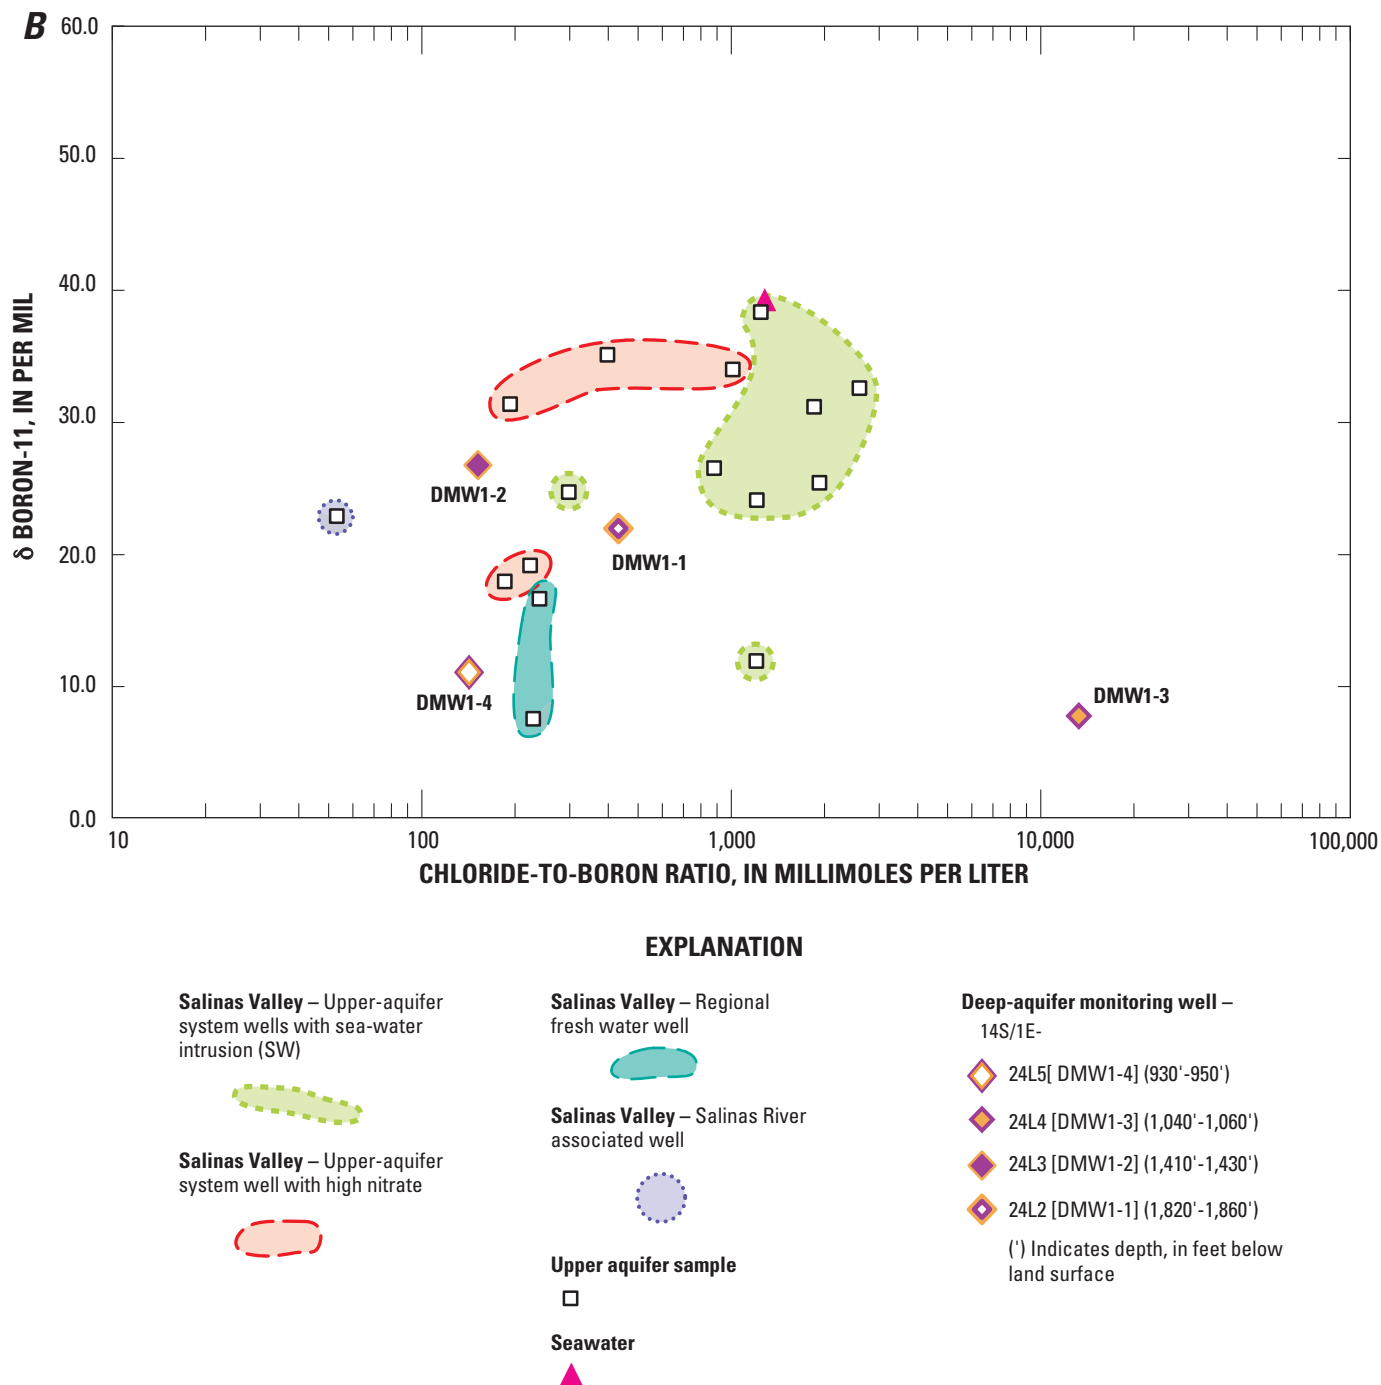 B
60.0
50.0
40.0
30.0
20.0
10.0
0.0
δ BORON-11, IN PER MIL
DMW1-2
DMW1-1
DMW1-4
DMW1-3
10
100
1,000
10,000
100,000
CHLORIDE-TO-BORON RATIO, IN MILLIMOLES PER LITER
EXPLANATION
Salinas Valley – Upper-aquifer
system wells with sea-water
intrusion (SW)
Salinas Valley – Upper-aquifer
system well with high nitrate
Salinas Valley – Regional
fresh water well
Salinas Valley – Salinas River
associated well
Upper aquifer sample
Seawater
Deep-aquifer monitoring well –
14S/1E-
24L5[ DMW1-4] (930'-950')
24L4 [DMW1-3] (1,040'-1,060')
24L3 [DMW1-2] (1,410'-1,430')
24L2 [DMW1-1] (1,820'-1,860')
(') Indicates depth, in feet below
land surface